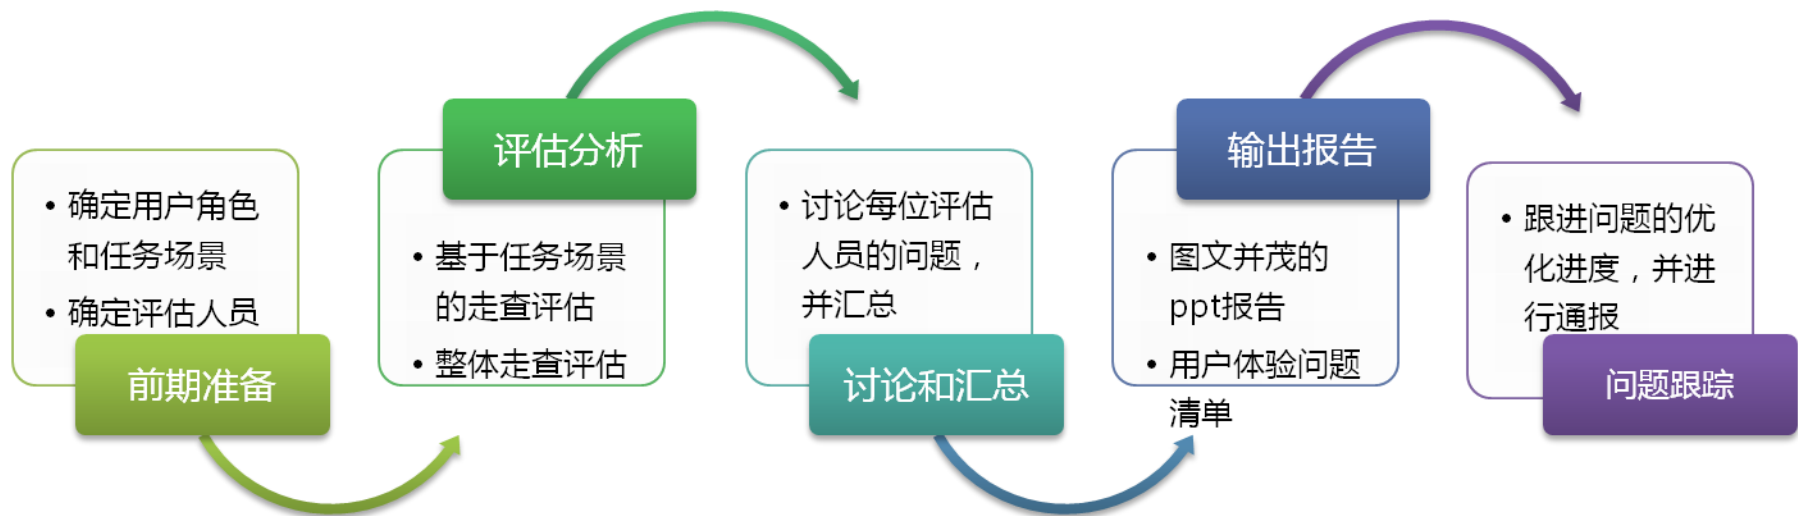 • 确定用户角色
和任务场景
• 确定评估人员
前期准备
评估分析
• 基于任务场景
的走查评估
• 整体走查评估
• 讨论每位评估
人员的问题，
并汇总
讨论和汇总
输出报告
• 图文并茂的
ppt报告
• 用户体验问题
清单
• 跟进问题的优
化进度，并进
行通报
问题跟踪